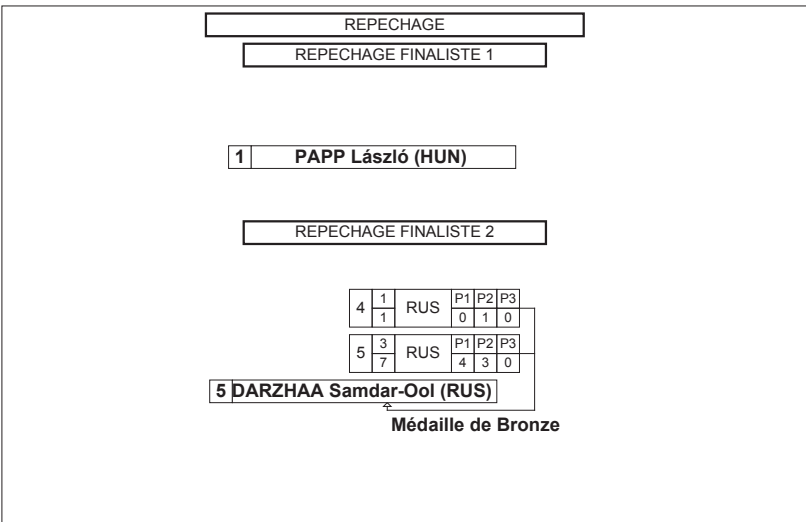 REPECHAGE
REPECHAGE FINALISTE 1
1 PAPP László (HUN)
REPECHAGE FINALISTE 2
4 1 RUS P1 P2 P3
1 0 1 0
5 3 RUS P1 P2 P3
7 4 3 0
5 DARZHAA Samdar-Ool (RUS)
Médaille de Bronze